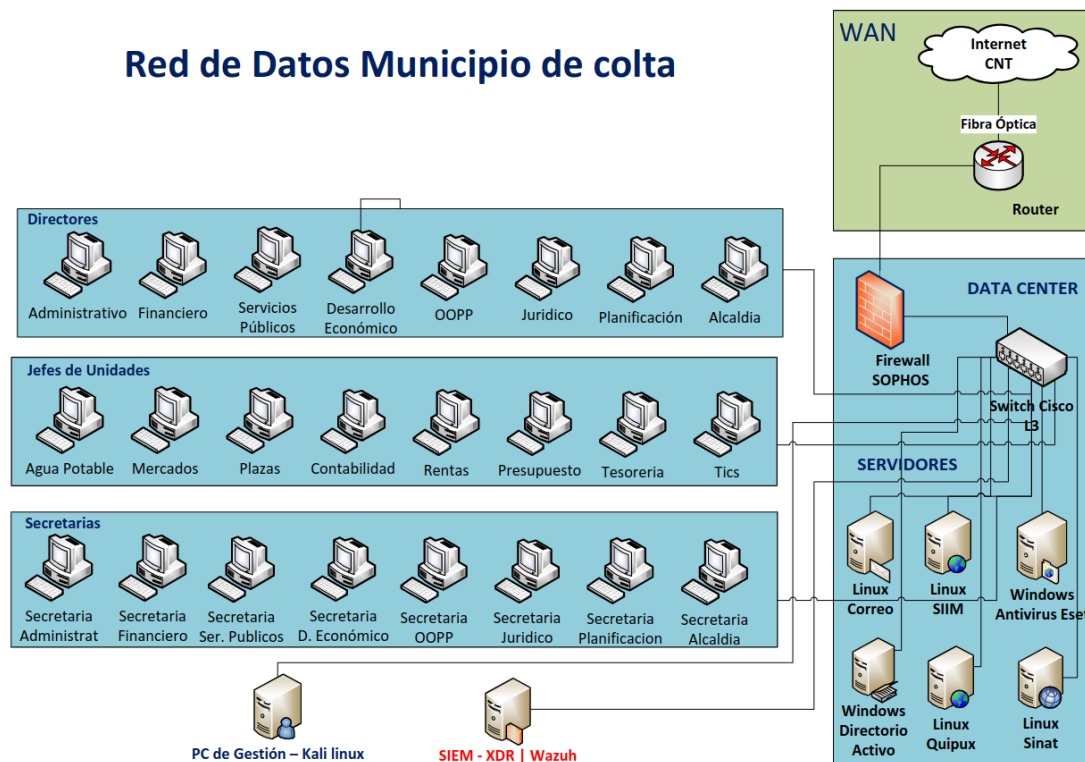 Red de Datos Municipio de colta
WAN
Internet
CNT
Fibra Óptica
Router
Directores
Administrativo
Financiero
Servicios
Públicos
Desarrollo
Económico
OOPP
Juridico
Planificación
Alcaldia
Jefes de Unidades
Agua Potable
Mercados
Plazas
Contabilidad
Rentas
Presupuesto
Tesoreria
Tics
Secretarias
Secretaria
Administrat
Secretaria
Financiero
Secretaria
Ser. Publicos
Secretaria
D. Económico
Secretaria
OOPP
Secretaria
Juridico
Secretaria
Planificacion
Secretaria
Alcaldia
PC de Gestión – Kali linux
SIEM - XDR | Wazuh
DATA CENTER
Firewall
SOPHOS
Switch Cisco
L3
SERVIDORES
Linux
Correo
Linux
SIIM
Windows
Antivirus Eset
Windows
Directorio
Activo
Linux
Quipux
Linux
Sinat